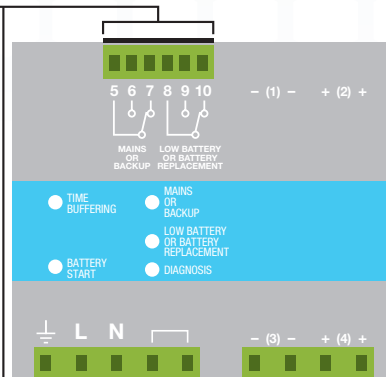 5 6 7 8 9 10
– (1) – + (2) +
MAINS
OR
BACKUP
LOW BATTERY
OR BATTERY
REPLACEMENT
TIME
BUFFERING
MAINS
OR
BACKUP
LOW BATTERY
OR BATTERY
REPLACEMENT
BATTERY
START
DIAGNOSIS
L N
– (3) – + (4) +